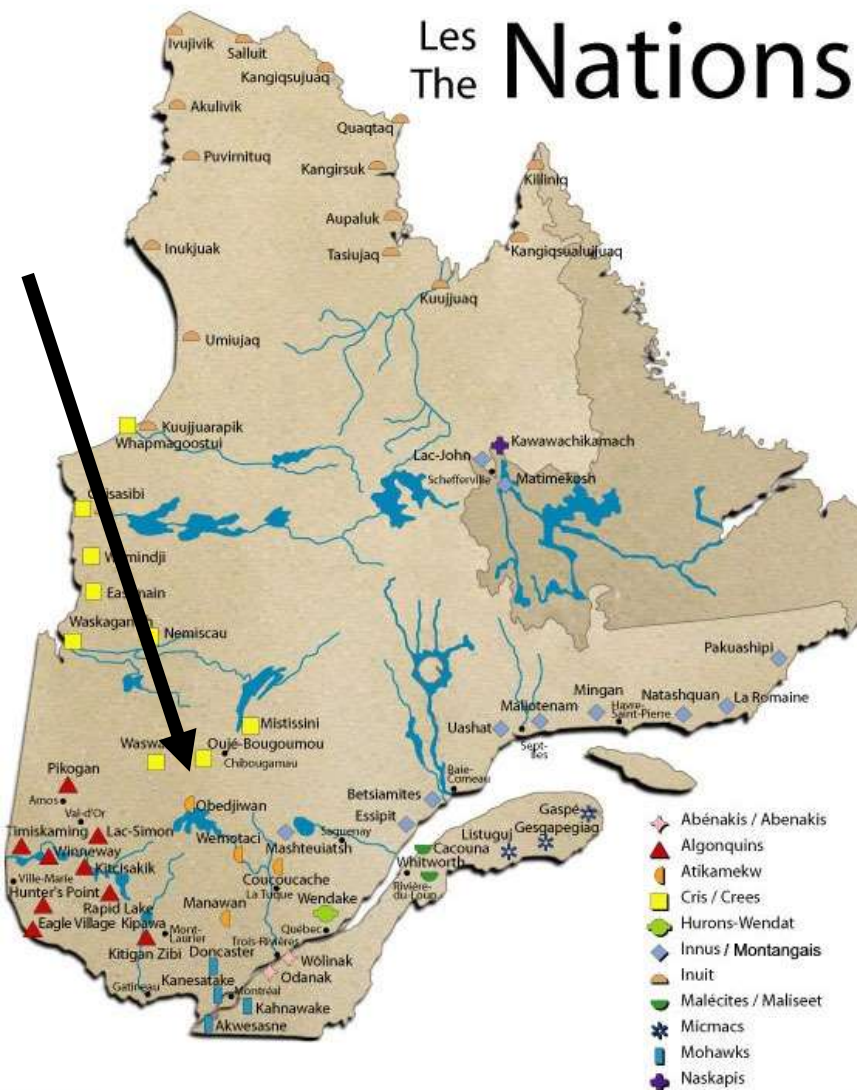 Les
The Nations
Ivujivik
Salluit
Kangiqsujuaq
Akulivik
Quaqtaq
Puvirnituq
Kangirsuk
Killiniq
Aupaluk
Inukjuak
Tasiujaq
Kangiqsualujjuaq
Kuujjuaq
Umiujaq
Kuujjuarapik
Whapmagoostui
Kawawachikamach
Lac-John
Schefferville
Matimekosh
Eastmain
Nemiscau
Pakuashipi
Mistissini
Mingan
Natashquan
La Romaine
Maliotenam
Havre-
Saint-Pierre
Uashat
Sept-
Îles
Oujé-Bougoumou
Chibougamau
Pikogan
Baie-
Comeau
Betsiamites
Amos
Obedjiwan
Val-d'Or
Essipit
Gaspé
Timiskaming
Lac-Simon
Wemotaci
Saguenay
Listuguj
Gesgapegiag
Mashteuiatsh
Cacouna
Winneway
Kitcisakik
Whitworth
Ville-Marie
Coucoucache
Rivière-
du-Loup
Hunter's Point
La Tuque
Wendake
Rapid Lake
Manawan
Eagle Village
Kipawa
Mont-
Laurier
Québec
Kitigan Zibi
Doncaster
Trois-Rivières
Wôlinak
Kanesatake
Odanak
Gatineau
Montréal
Kahnawake
Akwesasne
Abénakis / Abenakis
Algonquins
Atikamekw
Cris / Crees
Hurons-Wendat
Innus / Montangais
Inuit
Malécites / Maliseet
Micmacs
Mohawks
Naskapis